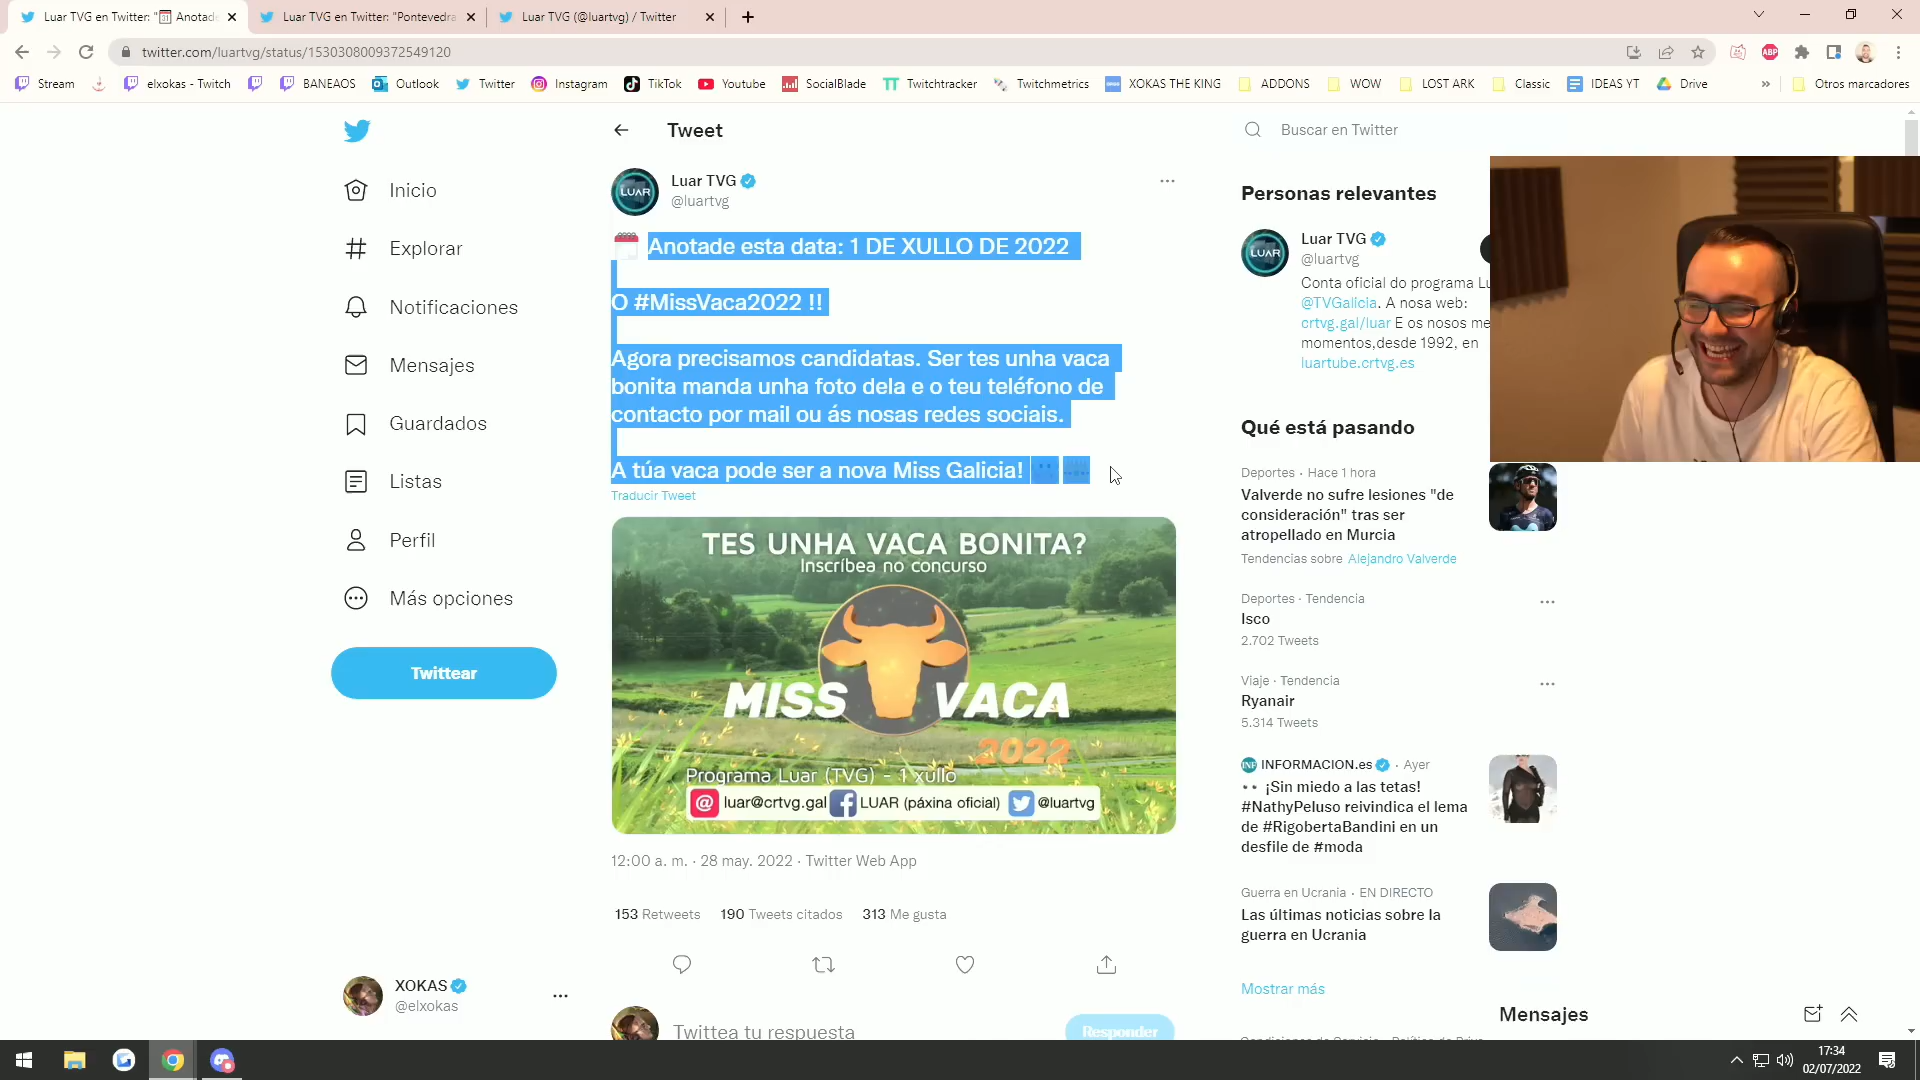 Luar TVG en Twitter: "📅 Anotade
Luar TVG en Twitter: "Pontevedra
Luar TVG (@luartvg) / Twitter
twitter.com/luartvg/status/1530308009372549120
ABP
Stream
elxokas - Twitch
BANEAOS
Outlook
Twitter
Instagram
TikTok
Youtube
SocialBlade
Twitchtracker
Twitchmetrics
XOKAS THE KING
ADDONS
WOW
LOST ARK
Classic
IDEAS YT
Drive
»
Otros marcadores
Inicio
Explorar
Notificaciones
Mensajes
Guardados
Listas
Perfil
Más opciones
Twittear
XOKAS
@elxokas
Tweet
LUAR
Luar TVG
@luartvg
Anotade esta data: 1 DE XULLO DE 2022
O #MissVaca2022 !!
Agora precisamos candidatas. Ser tes unha vaca
bonita manda unha foto dela e o teu teléfono de
contacto por mail ou ás nosas redes sociais.
A túa vaca pode ser a nova Miss Galicia!
Traducir Tweet
TES UNHA VACA BONITA?
Inscríbea no concurso
MISS VACA
2022
Programa Luar (TVG) - 1 xullo
luar@crtvg.gal
LUAR (páxina oficial)
@luartvg
12:00 a. m. · 28 may. 2022 · Twitter Web App
153 Retweets 190 Tweets citados 313 Me gusta
Twittea tu respuesta
Responder
Buscar en Twitter
Personas relevantes
LUAR
Luar TVG
@luartvg
Conta oficial do programa Lu
@TVGalicia. A nosa web:
crtvg.gal/luar E os nosos me
momentos,desde 1992, en
luartube.crtvg.es
Qué está pasando
Deportes · Hace 1 hora
Valverde no sufre lesiones "de
consideración" tras ser
atropellado en Murcia
Tendencias sobre Alejandro Valverde
Deportes · Tendencia
Isco
2.702 Tweets
Viaje · Tendencia
Ryanair
5.314 Tweets
INF INFORMACION.es · Ayer
👀 ¡Sin miedo a las tetas!
#NathyPeluso reivindica el lema
de #RigobertaBandini en un
desfile de #moda
Guerra en Ucrania · EN DIRECTO
Las últimas noticias sobre la
guerra en Ucrania
Mostrar más
Mensajes
17:34
02/07/2022